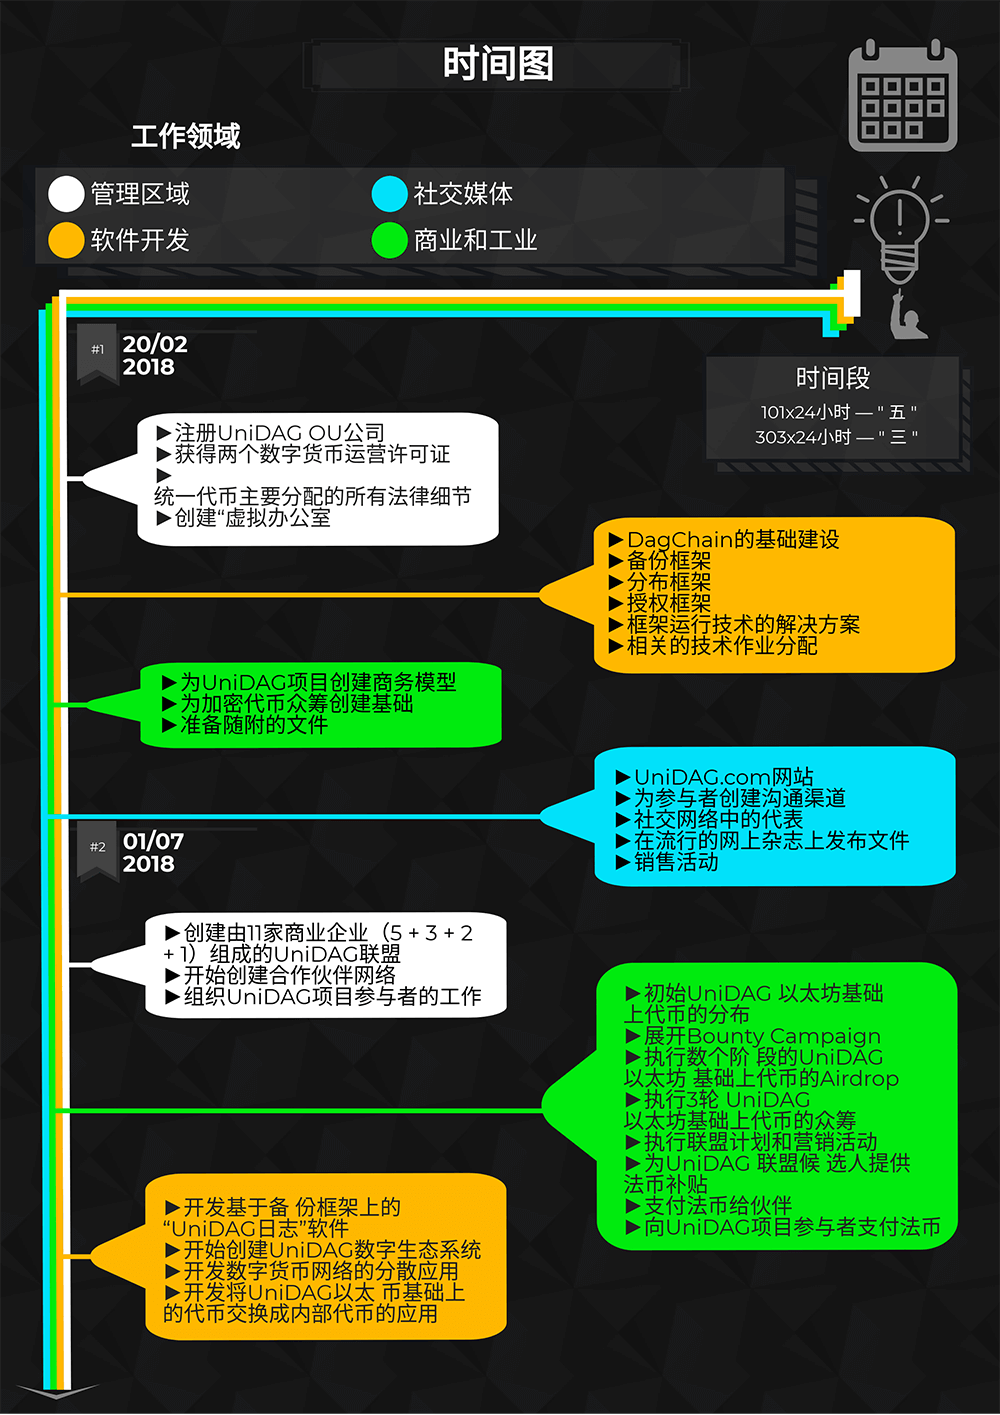 时间图
工作领域
管理区域
社交媒体
软件开发
商业和工业
#1
20/02
2018
时间段
101x24小时 — " 五 "
303x24小时 — " 三 "
▶注册UniDAG OU公司
▶获得两个数字货币运营许可证
▶
统一代币主要分配的所有法律细节
▶创建“虚拟办公室
▶DagChain的基础建设
▶备份框架
▶分布框架
▶授权框架
▶框架运行技术的解决方案
▶相关的技术作业分配
▶为UniDAG项目创建商务模型
▶为加密代币众筹创建基础
▶准备随附的文件
▶UniDAG.com网站
▶为参与者创建沟通渠道
▶社交网络中的代表
▶在流行的网上杂志上发布文件
▶销售活动
#2
01/07
2018
▶创建由11家商业企业（5 + 3 + 2
+ 1）组成的UniDAG联盟
▶开始创建合作伙伴网络
▶组织UniDAG项目参与者的工作
▶初始UniDAG 以太坊基础
上代币的分布
▶展开Bounty Campaign
▶执行数个阶 段的UniDAG
以太坊 基础上代币的Airdrop
▶执行3轮 UniDAG
以太坊基础上代币的众筹
▶执行联盟计划和营销活动
▶为UniDAG 联盟候 选人提供
法币补贴
▶支付法币给伙伴
▶向UniDAG项目参与者支付法币
▶开发基于备 份框架上的
“UniDAG日志”软件
▶开始创建UniDAG数字生态系统
▶开发数字货币网络的分散应用
▶开发将UniDAG以太 币基础上
的代币交换成内部代币的应用